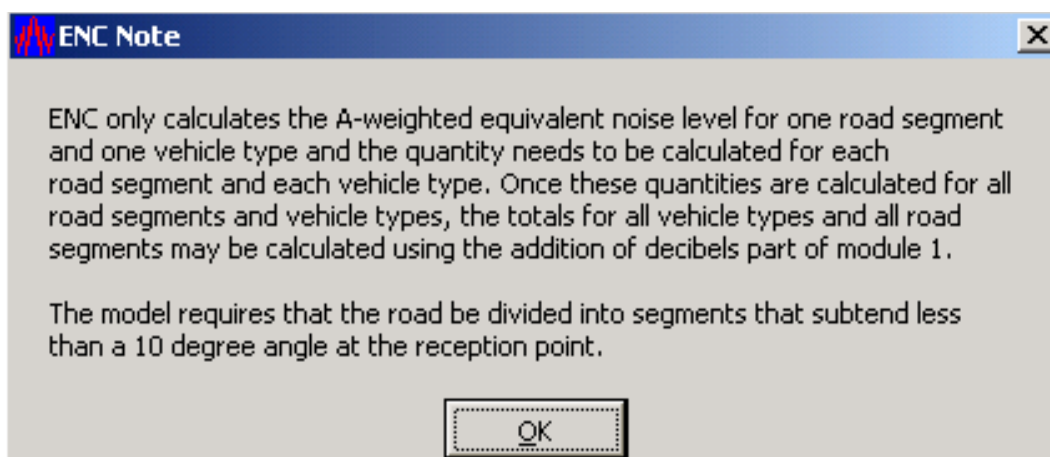 ENC Note
ENC only calculates the A-weighted equivalent noise level for one road segment
and one vehicle type and the quantity needs to be calculated for each
road segment and each vehicle type. Once these quantities are calculated for all
road segments and vehicle types, the totals for all vehicle types and all road
segments may be calculated using the addition of decibels part of module 1.
The model requires that the road be divided into segments that subtend less
than a 10 degree angle at the reception point.
OK